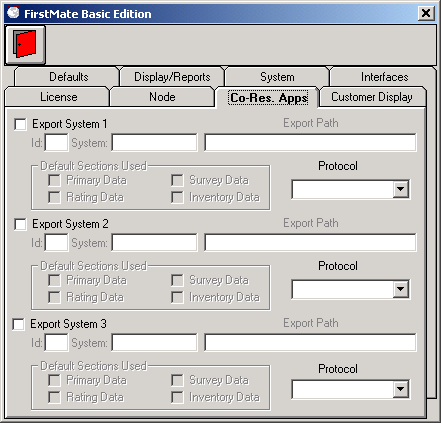 FirstMate Basic Edition
Defaults Display/Reports System Interfaces
License Node Co-Res. Apps Customer Display
Export System 1 Export Path
Id: System:
Default Sections Used Protocol
Primary Data Survey Data
Rating Data Inventory Data
Export System 2 Export Path
Id: System:
Default Sections Used Protocol
Primary Data Survey Data
Rating Data Inventory Data
Export System 3 Export Path
Id: System:
Default Sections Used Protocol
Primary Data Survey Data
Rating Data Inventory Data